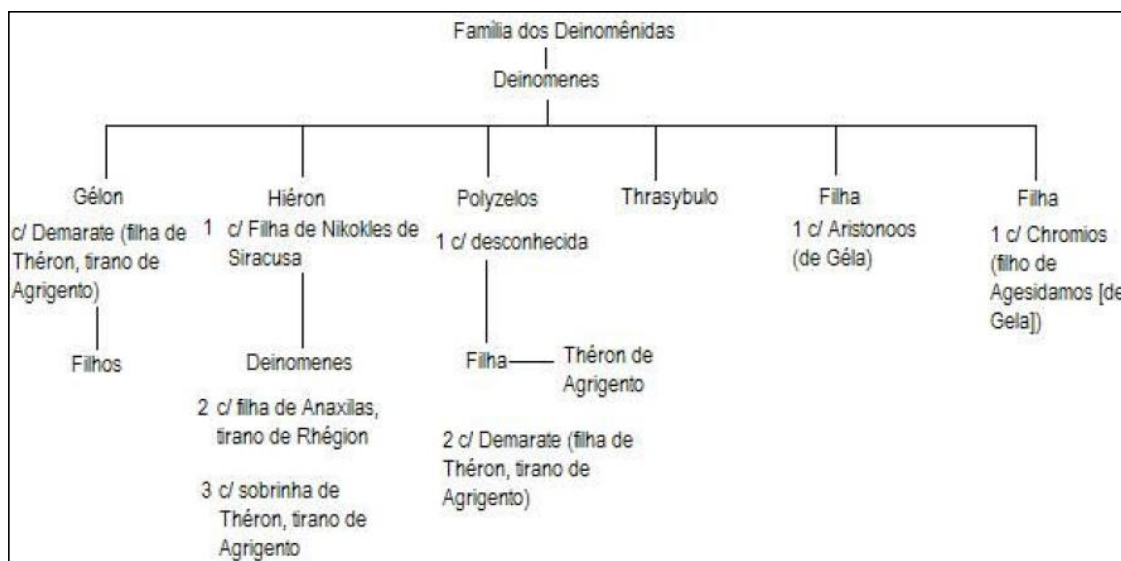 Família dos Deinomênidas
Deinomenes
Gélon
c/ Demarate (filha de
Théron, tirano de
Agrigento)
Filhos
Hiéron
1 c/ Filha de Nikokles de
Siracusa
Deinomenes
2 c/ filha de Anaxilas,
tirano de Rhégion
3 c/ sobrinha de
Théron, tirano de
Agrigento
Polyzelos
1 c/ desconhecida
Filha
Théron de
Agrigento
2 c/ Demarate (filha de
Théron, tirano de
Agrigento)
Thrasybulo
Filha
1 c/ Aristonoos
(de Géla)
Filha
1 c/ Chromios
(filho de
Agesidamos [de
Gela])